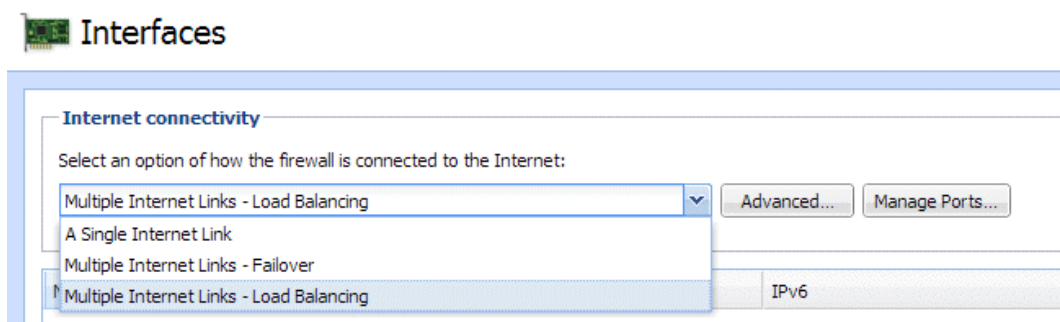 Interfaces
Internet connectivity
Select an option of how the firewall is connected to the Internet:
Multiple Internet Links - Load Balancing
Advanced...
Manage Ports...
A Single Internet Link
Multiple Internet Links - Failover
Multiple Internet Links - Load Balancing
IPv6